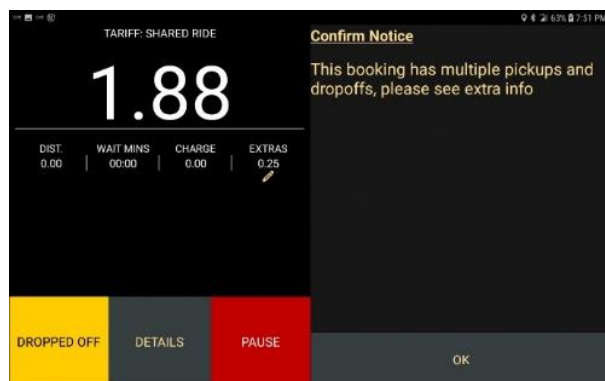 63% 7:51 PM
TARIFF: SHARED RIDE
1.88
DIST. WAIT MINS CHARGE EXTRAS
0.00 00:00 0.00 0.25
DROPPED OFF DETAILS PAUSE
Confirm Notice
This booking has multiple pickups and
dropoffs, please see extra info
OK